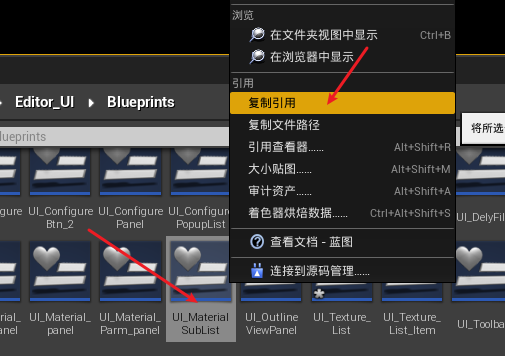 浏览
在文件夹视图中显示 Ctrl+B
在浏览器中显示
引用
Editor_UI Blueprints
复制引用
ueprints
复制文件路径
将所选
引用查看器...... Alt+Shift+R
大小贴图...... Alt+Shift+M
审计资产...... Alt+Shift+A
着色器烘焙数据...... Ctrl+Alt+Shift+S
查看文档 - 蓝图
连接到源码管理......
gure
UI_Configure
Btn_2
UI_Configure
Panel
UI_Configure
PopupList
UI_DelyFil
rial_
anel
UI_Material_
panel
UI_Material_
Parm_panel
UI_Material
SubList
UI_Outline
ViewPanel
UI_Texture_
List
UI_Texture_
List_Item
UI_Toolba